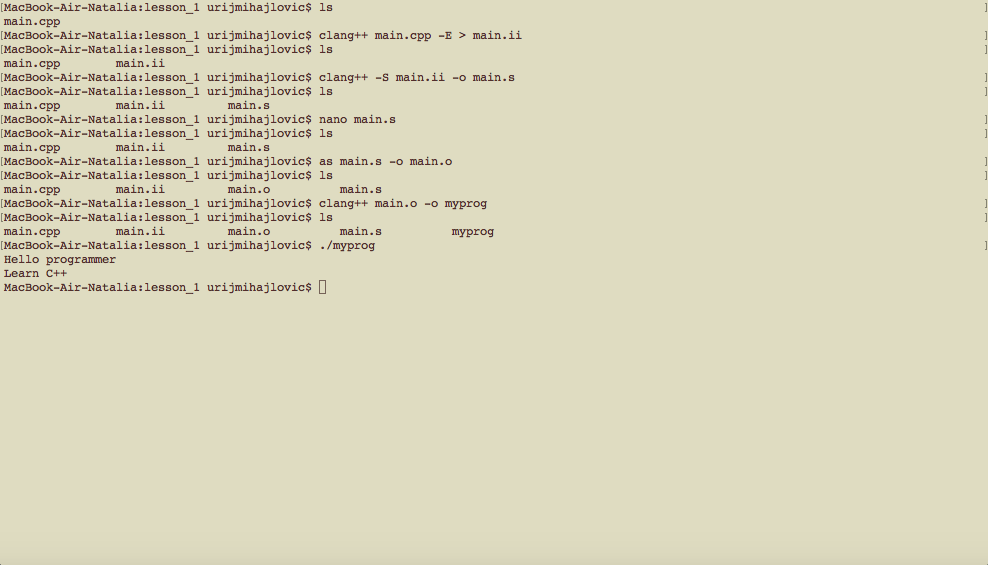 [MacBook-Air-Natalia:lesson_1 urijmihajlovic$ ls ]
main.cpp
[MacBook-Air-Natalia:lesson_1 urijmihajlovic$ clang++ main.cpp -E > main.ii ]
[MacBook-Air-Natalia:lesson_1 urijmihajlovic$ ls ]
main.cpp main.ii
[MacBook-Air-Natalia:lesson_1 urijmihajlovic$ clang++ -S main.ii -o main.s ]
[MacBook-Air-Natalia:lesson_1 urijmihajlovic$ ls ]
main.cpp main.ii main.s
[MacBook-Air-Natalia:lesson_1 urijmihajlovic$ nano main.s ]
[MacBook-Air-Natalia:lesson_1 urijmihajlovic$ ls ]
main.cpp main.ii main.s
[MacBook-Air-Natalia:lesson_1 urijmihajlovic$ as main.s -o main.o ]
[MacBook-Air-Natalia:lesson_1 urijmihajlovic$ ls ]
main.cpp main.ii main.o main.s
[MacBook-Air-Natalia:lesson_1 urijmihajlovic$ clang++ main.o -o myprog ]
[MacBook-Air-Natalia:lesson_1 urijmihajlovic$ ls ]
main.cpp main.ii main.o main.s myprog
[MacBook-Air-Natalia:lesson_1 urijmihajlovic$ ./myprog ]
Hello programmer
Learn C++
MacBook-Air-Natalia:lesson_1 urijmihajlovic$